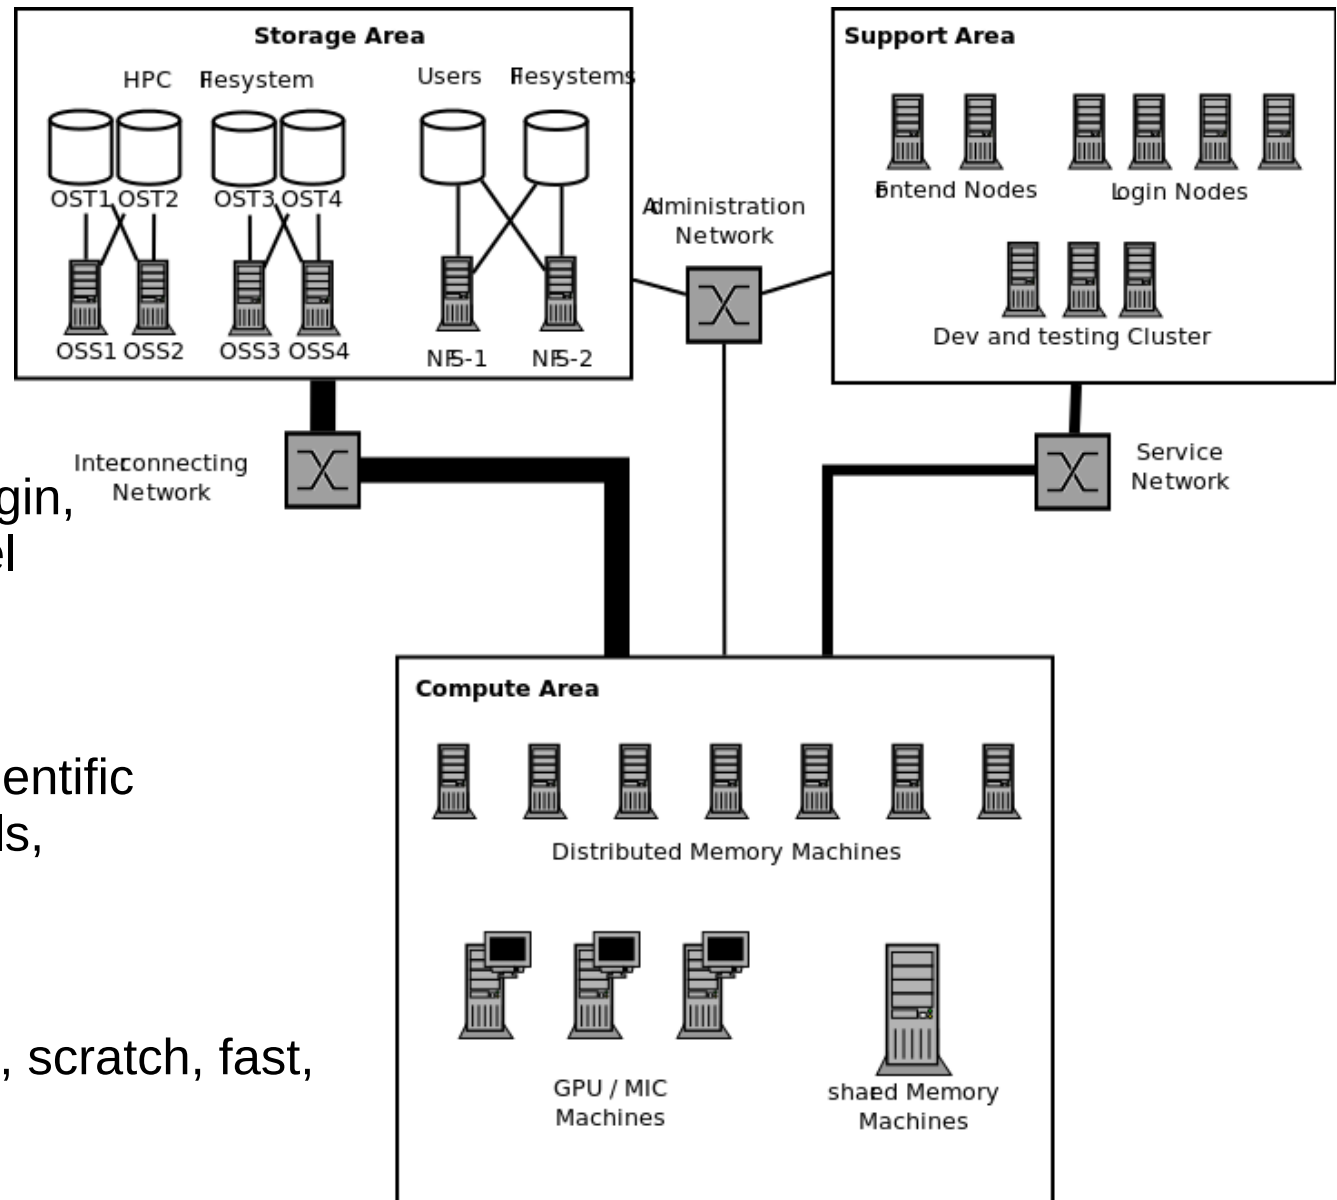 Storage Area
HPC Filesystem
Users Filesystems
OST1 OST2 OST3 OST4
OSS1 OSS2 OSS3 OSS4
NFS-1 NFS-2
Administration
Network
Support Area
Login Nodes
Dev and testing Cluster
Interconnecting
Network
Service
Network
gin,
el
entific
ls,
, scratch, fast,
Compute Area
Distributed Memory Machines
GPU / MIC
Machines
shared Memory
Machines